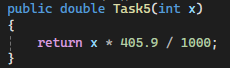 public double Task5(int x)
{
    return x * 405.9 / 1000;
}